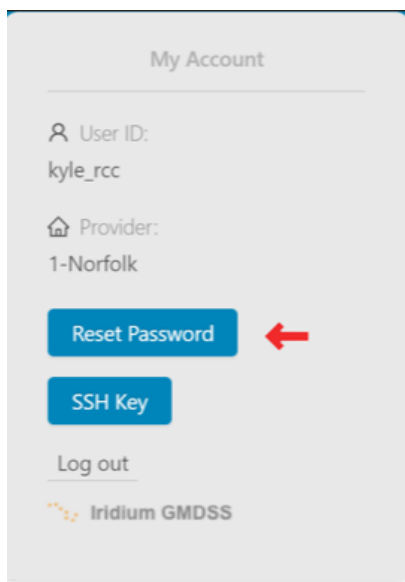 My Account
User ID:
kyle_rcc
Provider:
1-Norfolk
Reset Password
SSH Key
Log out
Iridium GMDSS